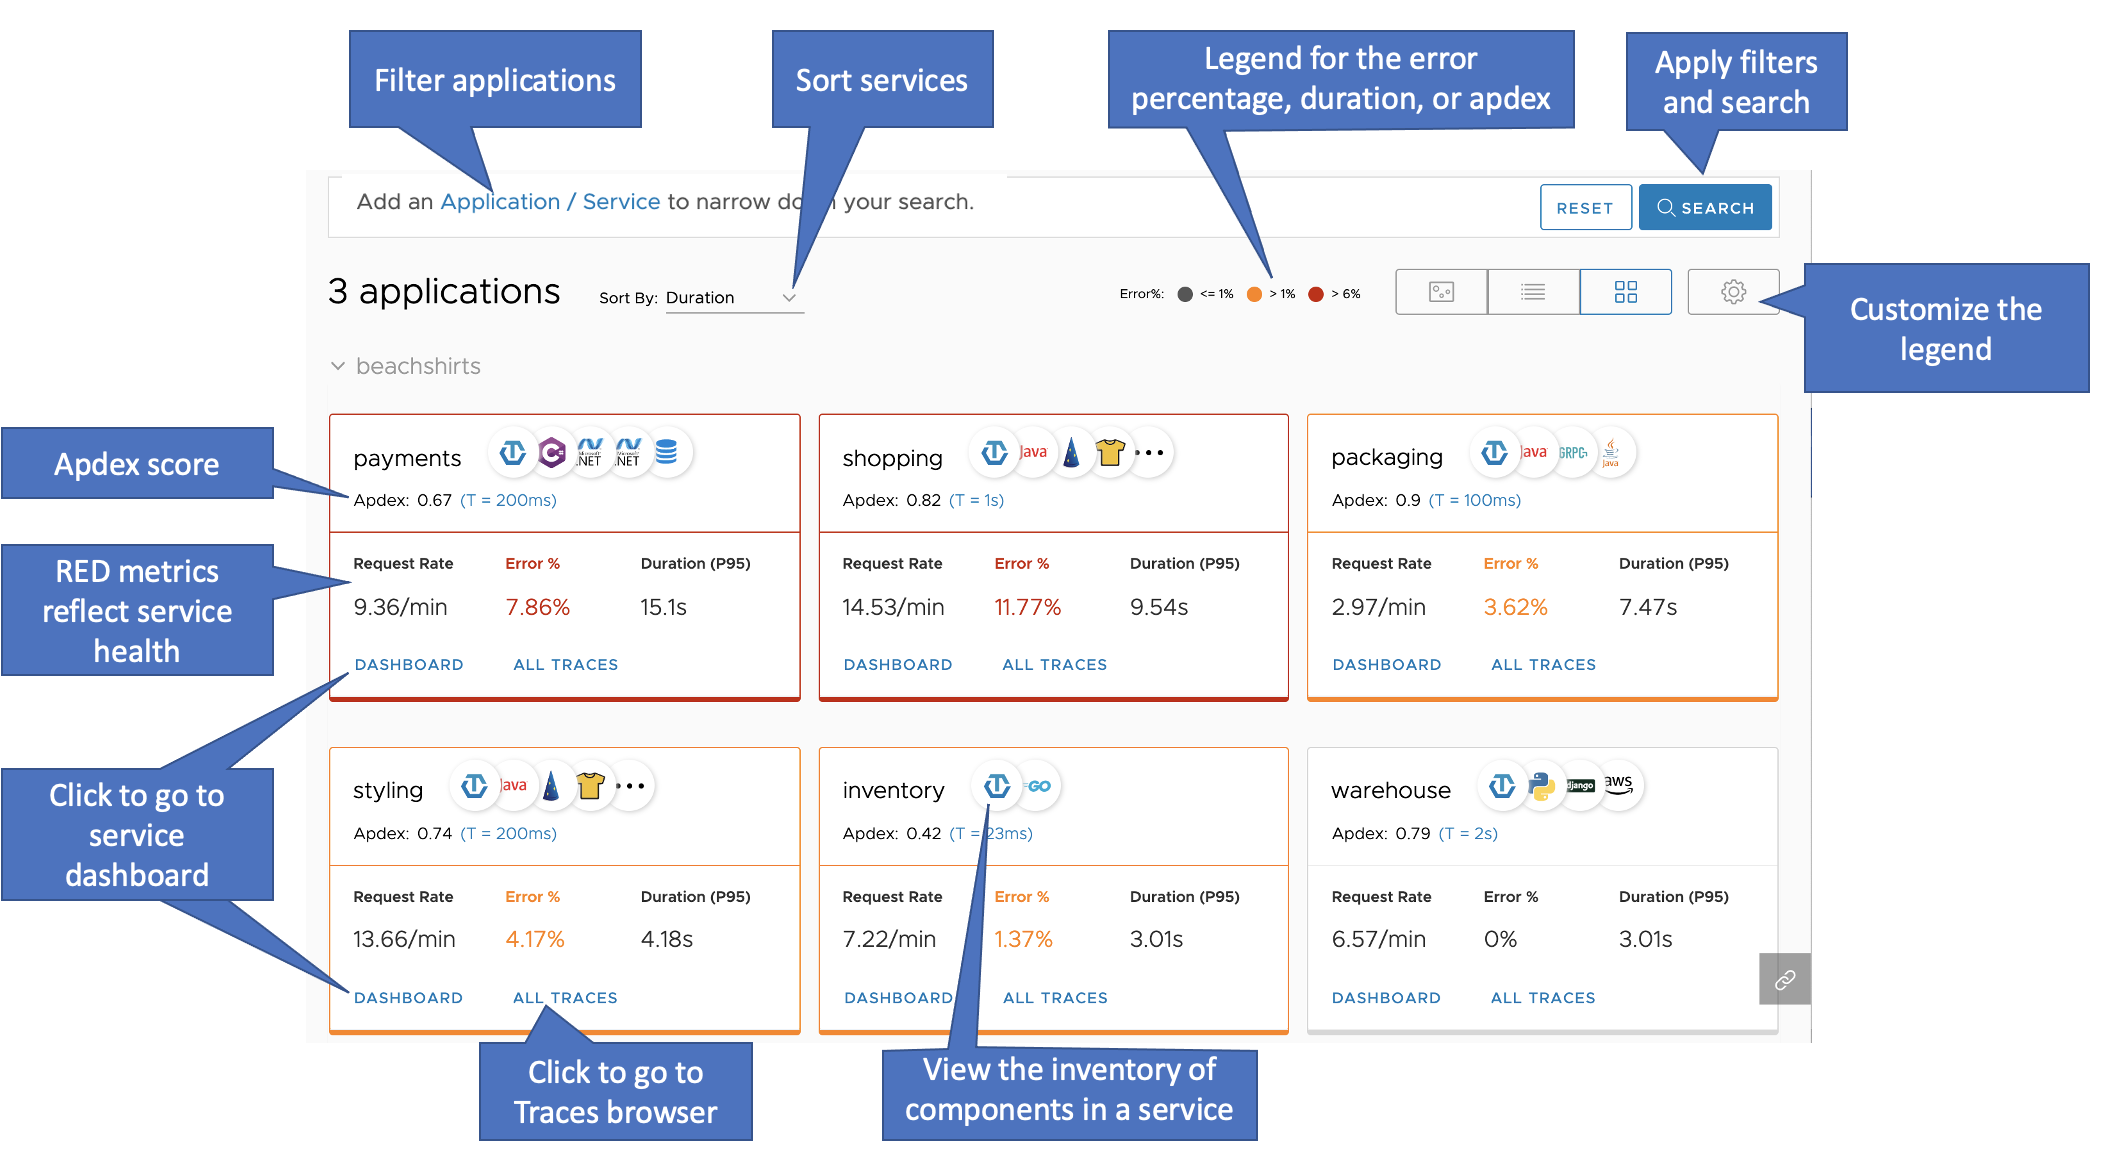 Filter applications
Sort services
Legend for the error
percentage, duration, or apdex
Apply filters
and search
Add an Application / Service to narrow do n your search.
RESET
SEARCH
3 applications
Sort By: Duration
Error%: <= 1% > 1% > 6%
Customize the
legend
beachshirts
Apdex score
RED metrics
reflect service
health
Click to go to
service
dashboard
payments
C#
Microsoft
.NET
Microsoft
.NET
Apdex: 0.67 (T = 200ms)
Request Rate Error % Duration (P95)
9.36/min 7.86% 15.1s
DASHBOARD ALL TRACES
shopping
Java
Apdex: 0.82 (T = 1s)
Request Rate Error % Duration (P95)
14.53/min 11.77% 9.54s
DASHBOARD ALL TRACES
packaging
Java
GRPC
Java
Apdex: 0.9 (T = 100ms)
Request Rate Error % Duration (P95)
2.97/min 3.62% 7.47s
DASHBOARD ALL TRACES
styling
Java
Apdex: 0.74 (T = 200ms)
Request Rate Error % Duration (P95)
13.66/min 4.17% 4.18s
DASHBOARD ALL TRACES
inventory
GO
Apdex: 0.42 (T = 23ms)
Request Rate Error % Duration (P95)
7.22/min 1.37% 3.01s
DASHBOARD ALL TRACES
warehouse
django
aws
Apdex: 0.79 (T = 2s)
Request Rate Error % Duration (P95)
6.57/min 0% 3.01s
DASHBOARD ALL TRACES
Click to go to
Traces browser
View the inventory of
components in a service